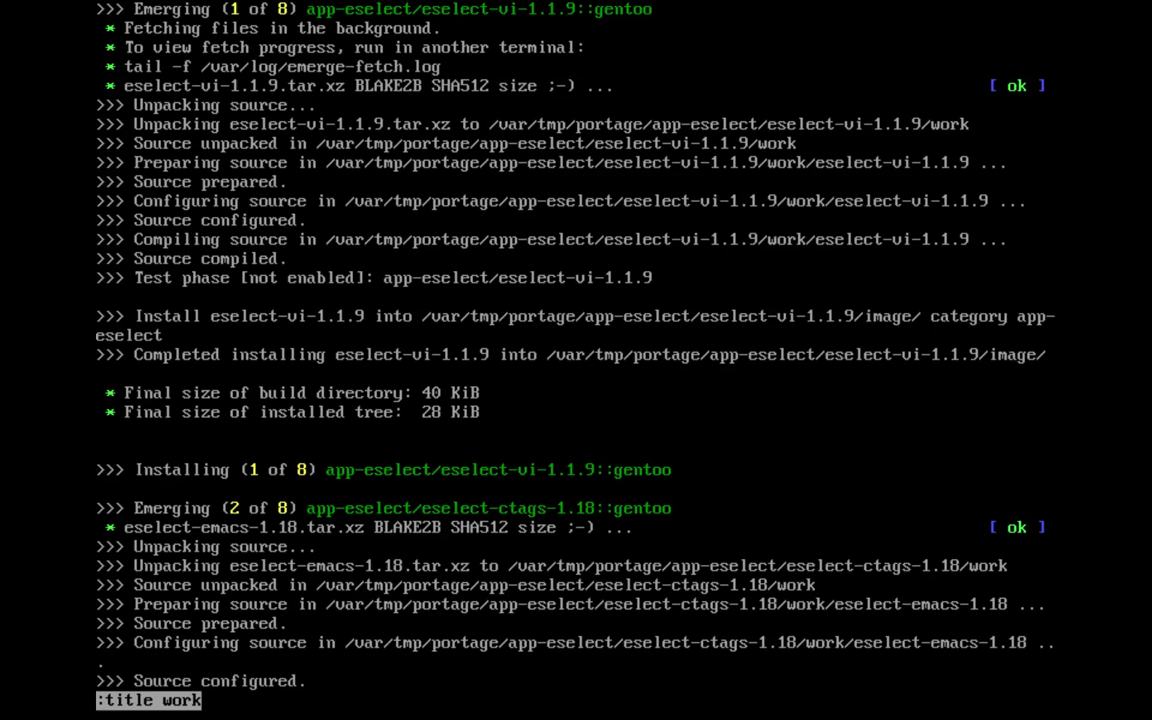 >>> Emerging (1 of 8) app-eselect/eselect-vi-1.1.9::gentoo
 * Fetching files in the background.
 * To view fetch progress, run in another terminal:
 * tail -f /var/log/emerge-fetch.log
 * eselect-vi-1.1.9.tar.xz BLAKE2B SHA512 size ;-) ... [ ok ]
>>> Unpacking source...
>>> Unpacking eselect-vi-1.1.9.tar.xz to /var/tmp/portage/app-eselect/eselect-vi-1.1.9/work
>>> Source unpacked in /var/tmp/portage/app-eselect/eselect-vi-1.1.9/work
>>> Preparing source in /var/tmp/portage/app-eselect/eselect-vi-1.1.9/work/eselect-vi-1.1.9 ...
>>> Source prepared.
>>> Configuring source in /var/tmp/portage/app-eselect/eselect-vi-1.1.9/work/eselect-vi-1.1.9 ...
>>> Source configured.
>>> Compiling source in /var/tmp/portage/app-eselect/eselect-vi-1.1.9/work/eselect-vi-1.1.9 ...
>>> Source compiled.
>>> Test phase [not enabled]: app-eselect/eselect-vi-1.1.9
>>> Install eselect-vi-1.1.9 into /var/tmp/portage/app-eselect/eselect-vi-1.1.9/image/ category app-
eselect
>>> Completed installing eselect-vi-1.1.9 into /var/tmp/portage/app-eselect/eselect-vi-1.1.9/image/
 * Final size of build directory: 40 KiB
 * Final size of installed tree:  28 KiB
>>> Installing (1 of 8) app-eselect/eselect-vi-1.1.9::gentoo
>>> Emerging (2 of 8) app-eselect/eselect-ctags-1.18::gentoo
 * eselect-emacs-1.18.tar.xz BLAKE2B SHA512 size ;-) ... [ ok ]
>>> Unpacking source...
>>> Unpacking eselect-emacs-1.18.tar.xz to /var/tmp/portage/app-eselect/eselect-ctags-1.18/work
>>> Source unpacked in /var/tmp/portage/app-eselect/eselect-ctags-1.18/work
>>> Preparing source in /var/tmp/portage/app-eselect/eselect-ctags-1.18/work/eselect-emacs-1.18 ...
>>> Source prepared.
>>> Configuring source in /var/tmp/portage/app-eselect/eselect-ctags-1.18/work/eselect-emacs-1.18 ..
.
>>> Source configured.
:title work